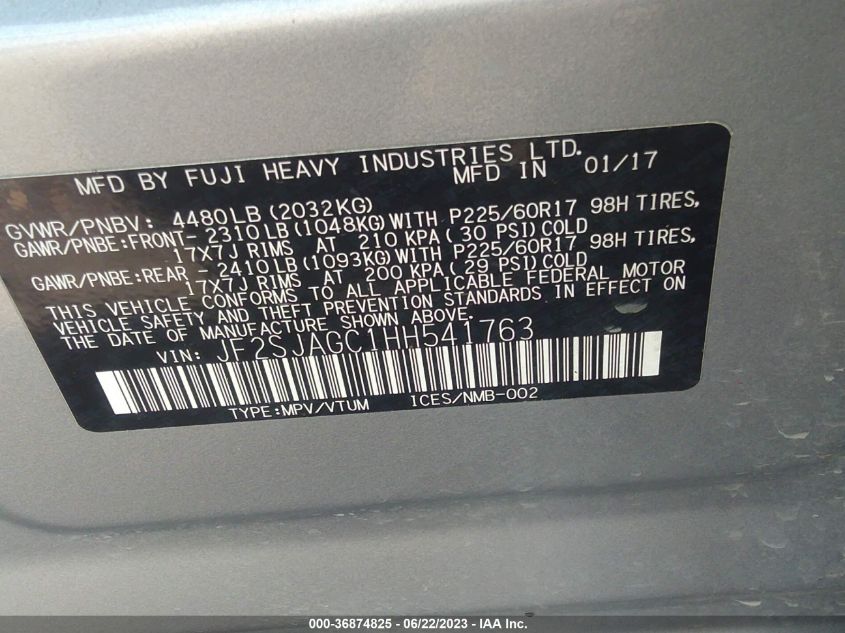 MFD BY FUJI HEAVY INDUSTRIES LTD.
MFD IN 01/17
GVWR/PNBV: 4480LB (2032KG)
GAWR/PNBE:FRONT- 2310LB (1048KG)WITH P225/60R17 98H TIRES,
17X7J RIMS AT 210 KPA( 30 PSI)COLD
GAWR/PNBE:REAR - 2410LB (1093KG)WITH P225/60R17 98H TIRES,
17X7J RIMS AT 200 KPA( 29 PSI)COLD
THIS VEHICLE CONFORMS TO ALL APPLICABLE FEDERAL MOTOR
VEHICLE SAFETY AND THEFT PREVENTION STANDARDS IN EFFECT ON
THE DATE OF MANUFACTURE SHOWN ABOVE.
VIN: JF2SJAGC1HH541763
TYPE:MPV/VTUM ICES/NMB-002
000-36874825 - 06/22/2023 - IAA Inc.